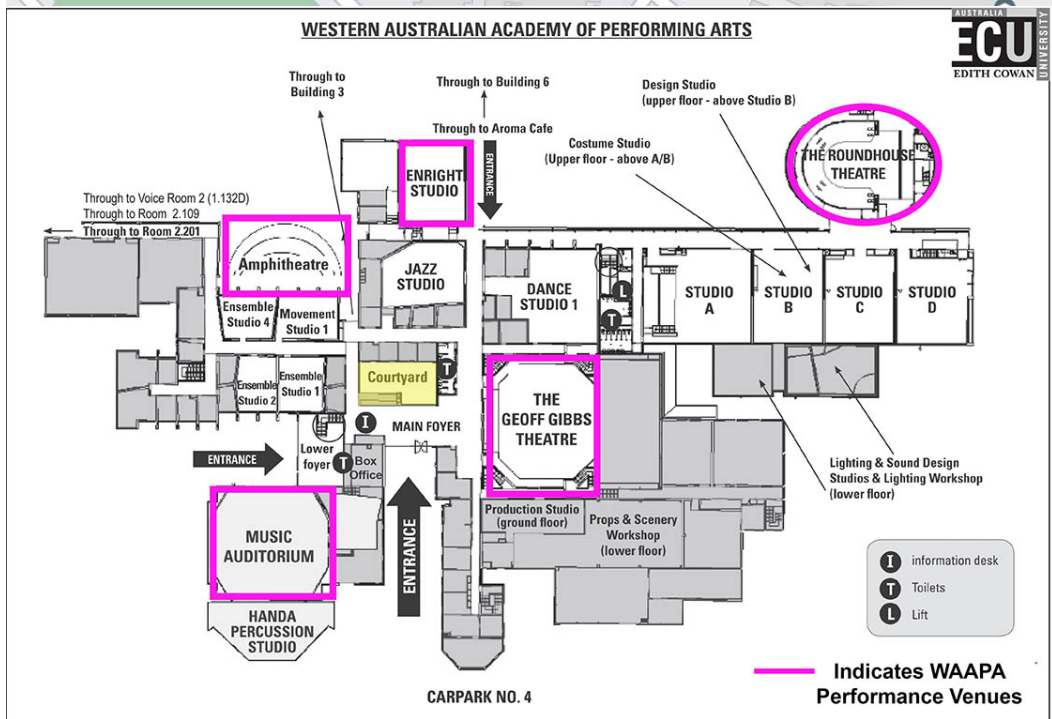 WESTERN AUSTRALIAN ACADEMY OF PERFORMING ARTS
AUSTRALIA
ECU
EDITH COWAN
UNIVERSITY
Through to
Building 3
Through to Building 6
Through to Aroma Cafe
Design Studio
(upper floor - above Studio B)
Costume Studio
(Upper floor - above A/B)
THE ROUNDHOUSE
THEATRE
ENRIGHT
STUDIO
ENTRANCE
Through to Voice Room 2 (1.132D)
Through to Room 2.109
Through to Room 2.201
Amphitheatre
JAZZ
STUDIO
DANCE
STUDIO 1
L
T
STUDIO
A
STUDIO
B
STUDIO
C
STUDIO
D
Ensemble
Studio 4
Movement
Studio 1
Ensemble
Studio 2
Ensemble
Studio 1
Courtyard
T
THE
GEOFF GIBBS
THEATRE
I
MAIN FOYER
Lower
foyer
T
Box
Office
ENTRANCE
ENTRANCE
MUSIC
AUDITORIUM
HANDA
PERCUSSION
STUDIO
Production Studio
(ground floor)
Props & Scenery
Workshop
(lower floor)
Lighting & Sound Design
Studios & Lighting Workshop
(lower floor)
I information desk
T Toilets
L Lift
CARPARK NO. 4
Indicates WAAPA
Performance Venues